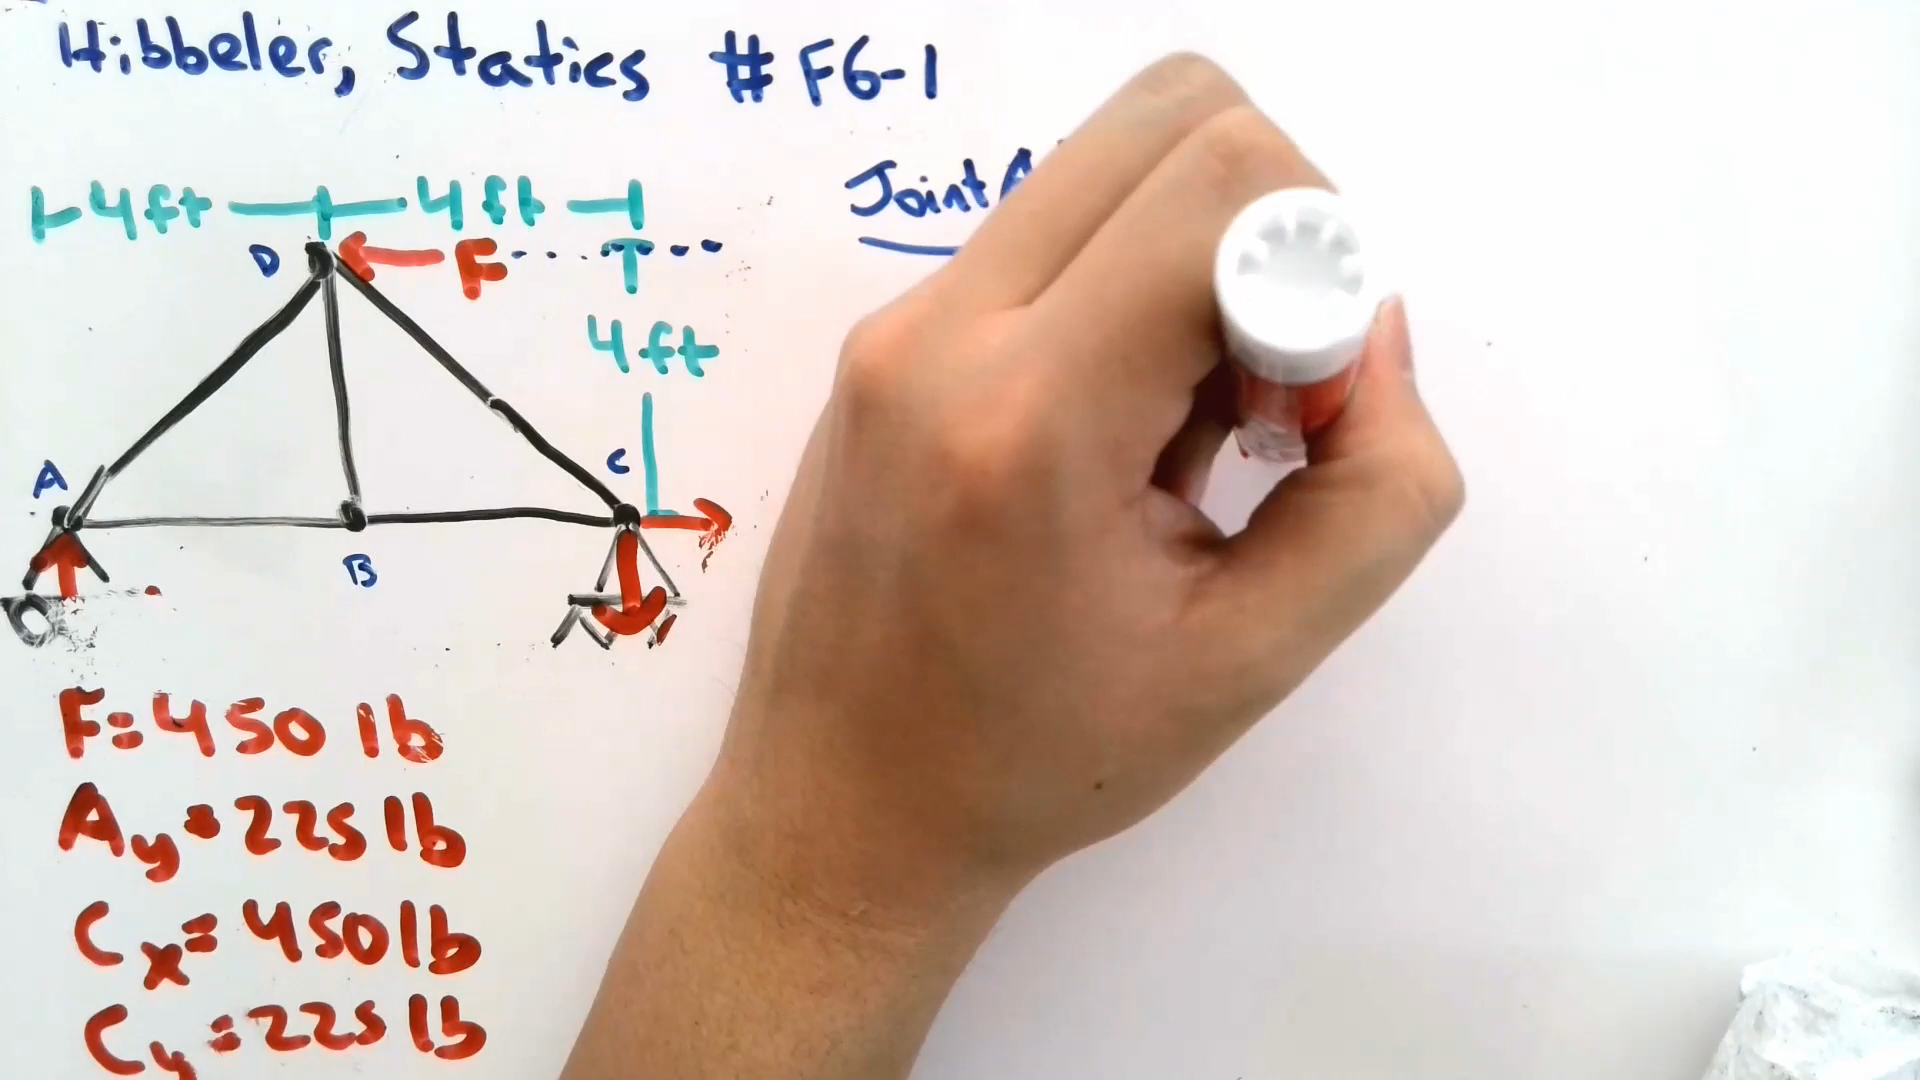 Hibbeler, Statics # F6-1
Joint A
4ft 4ft
D F
4ft
A C
B
F=450 lb
Ay=225 lb
Cx=450 lb
Cy=225 lb